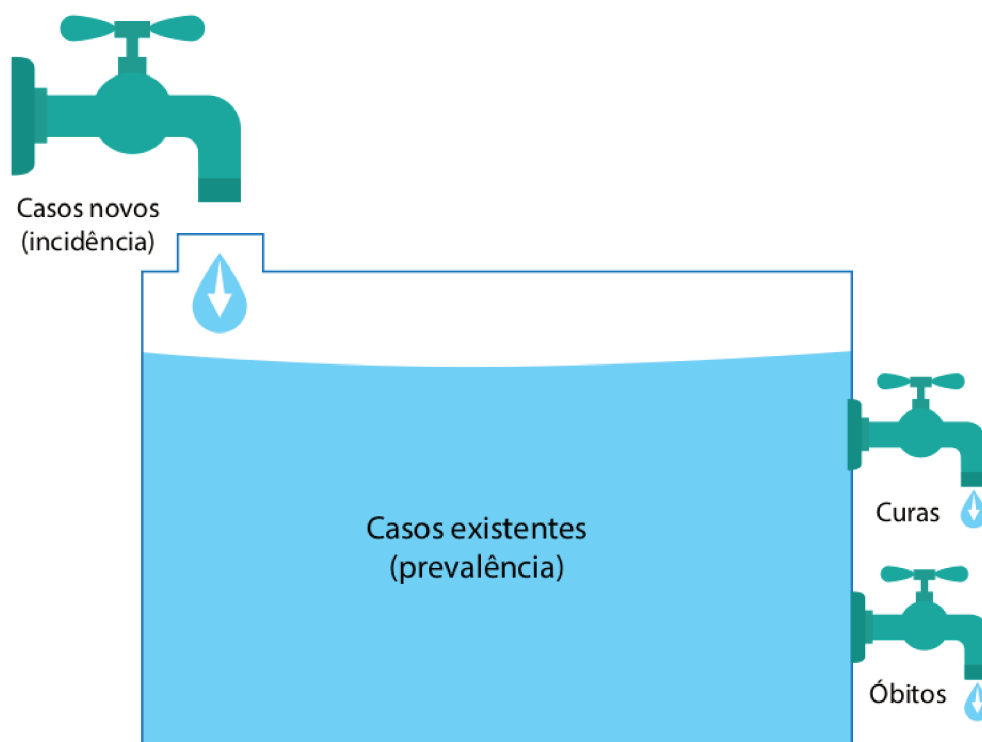 Casos novos
(incidência)
Casos existentes
(prevalência)
Curas
Óbitos